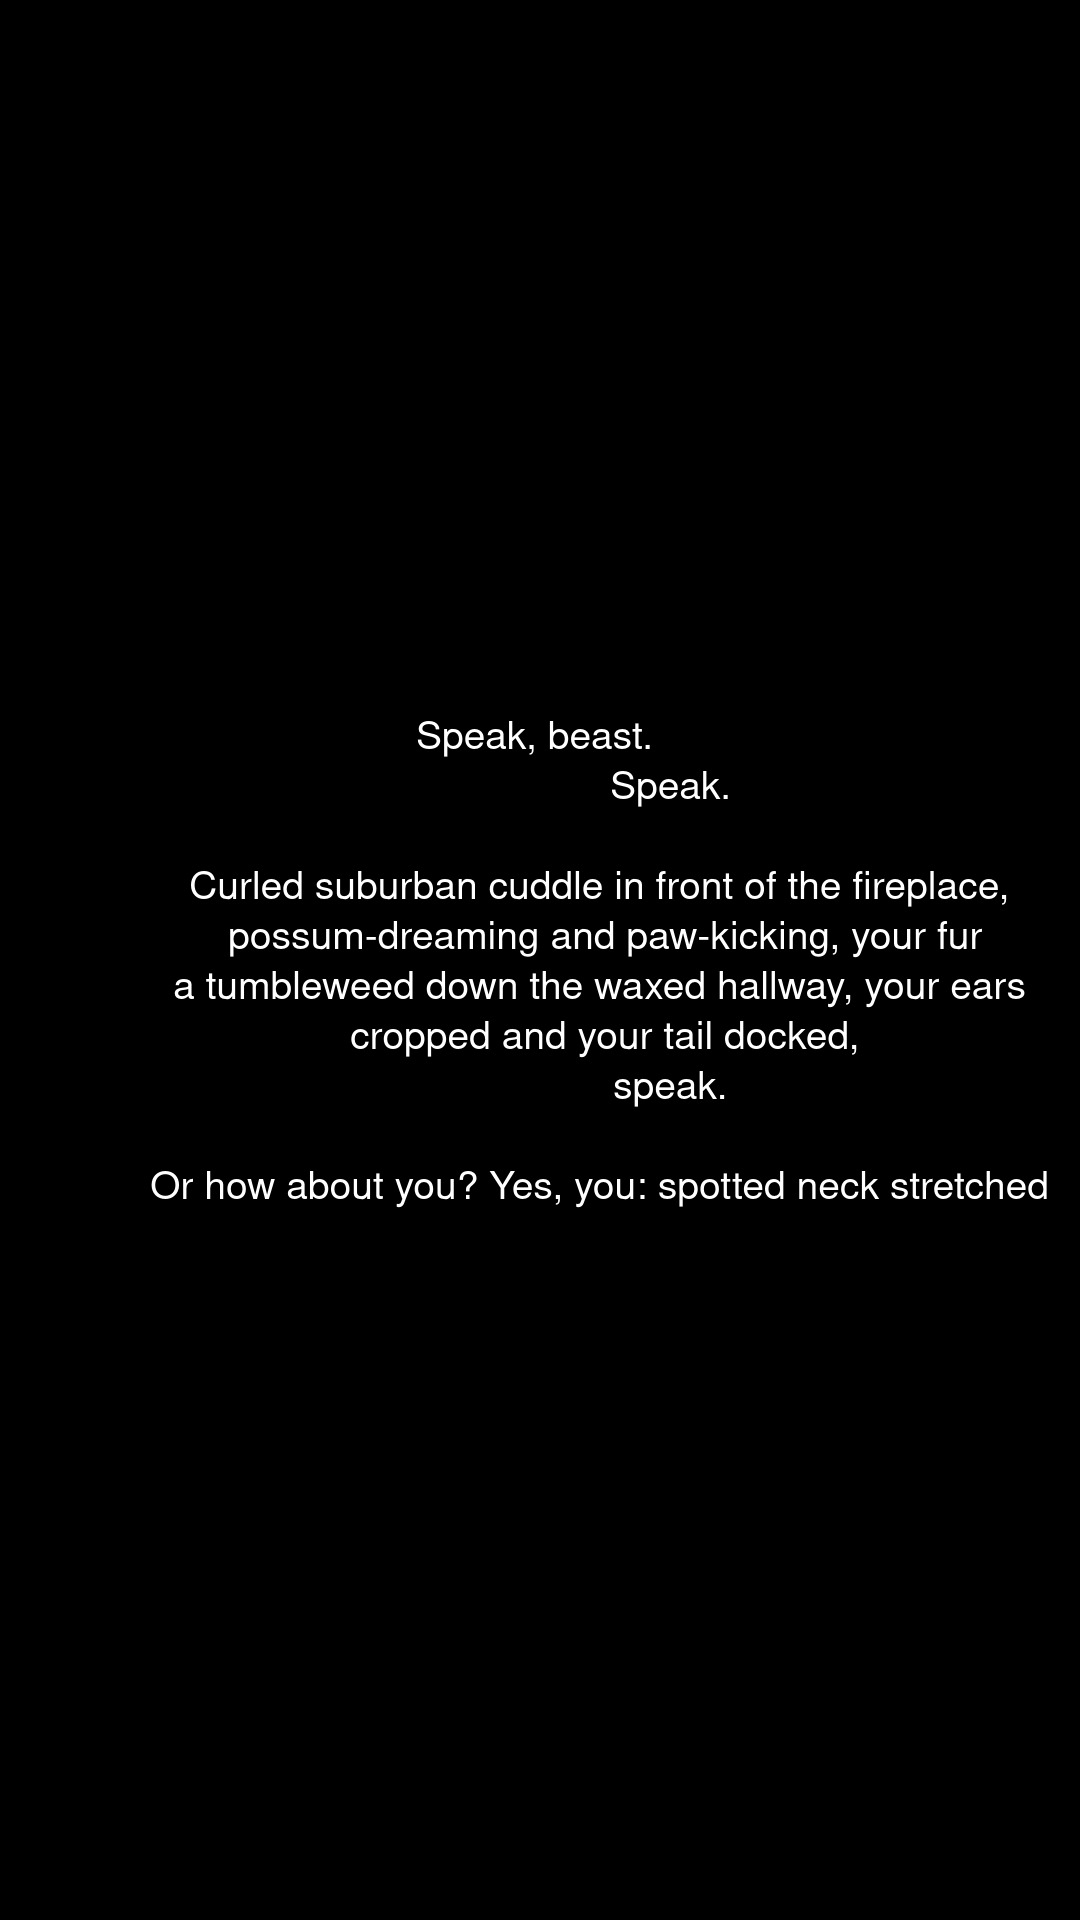 Speak, beast.
Speak.
Curled suburban cuddle in front of the fireplace,
possum-dreaming and paw-kicking, your fur
a tumbleweed down the waxed hallway, your ears
cropped and your tail docked,
speak.
Or how about you? Yes, you: spotted neck stretched